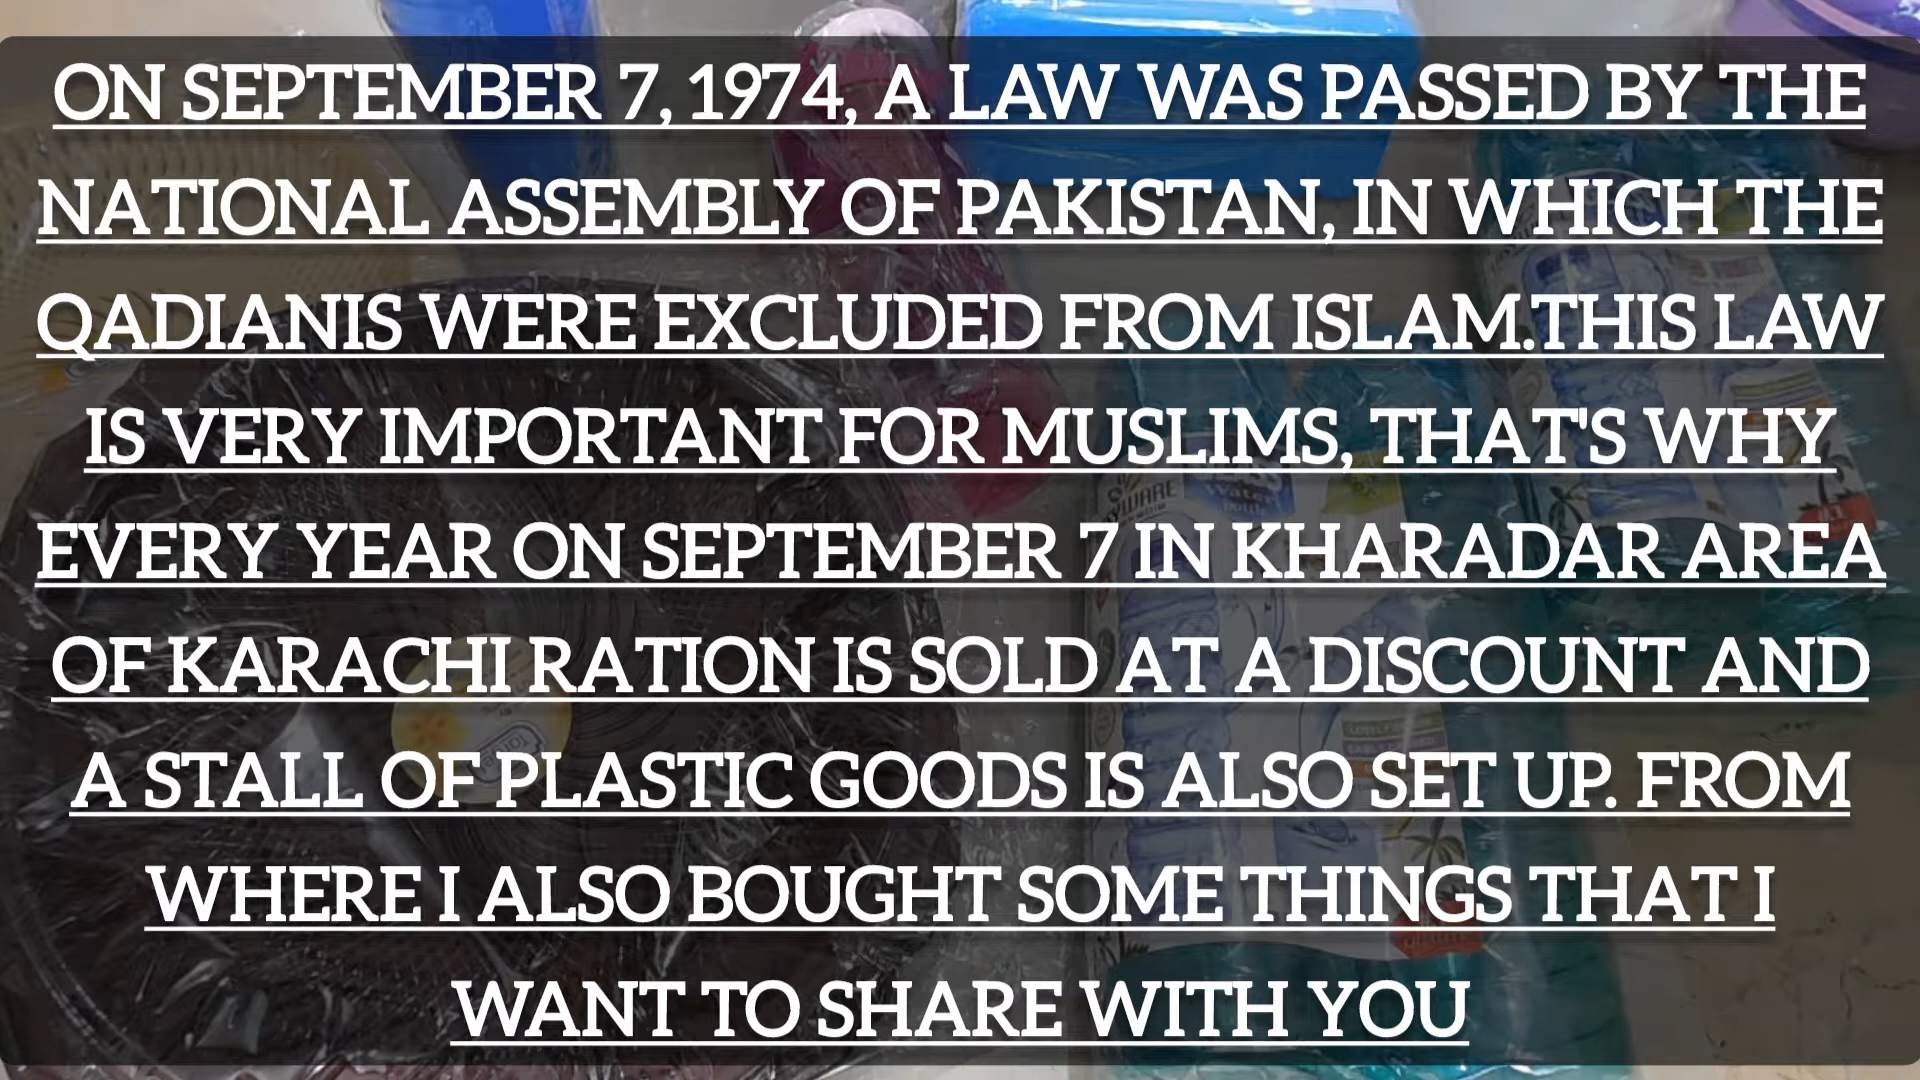 ON SEPTEMBER 7, 1974, A LAW WAS PASSED BY THE
NATIONAL ASSEMBLY OF PAKISTAN, IN WHICH THE
QADIANIS WERE EXCLUDED FROM ISLAM.THIS LAW
IS VERY IMPORTANT FOR MUSLIMS, THAT'S WHY
EVERY YEAR ON SEPTEMBER 7 IN KHARADAR AREA
OF KARACHI RATION IS SOLD AT A DISCOUNT AND
A STALL OF PLASTIC GOODS IS ALSO SET UP. FROM
WHERE I ALSO BOUGHT SOME THINGS THAT I
WANT TO SHARE WITH YOU